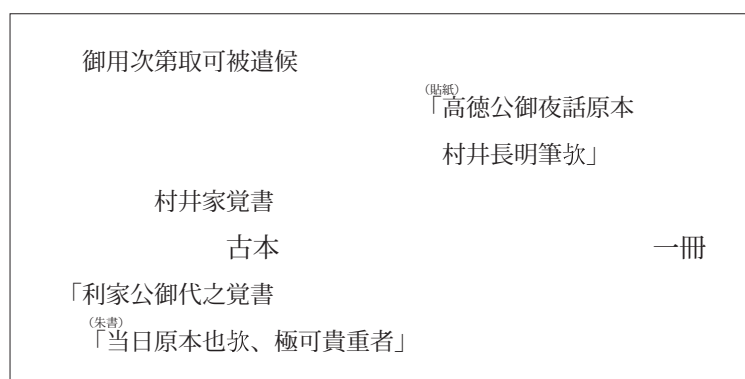 御用次第取可被遣候
(貼紙)
「高徳公御夜話原本
村井長明筆欤」
村井家覚書
古本 一冊
「利家公御代之覚書
(朱書)
「当日原本也欤、極可貴重者」